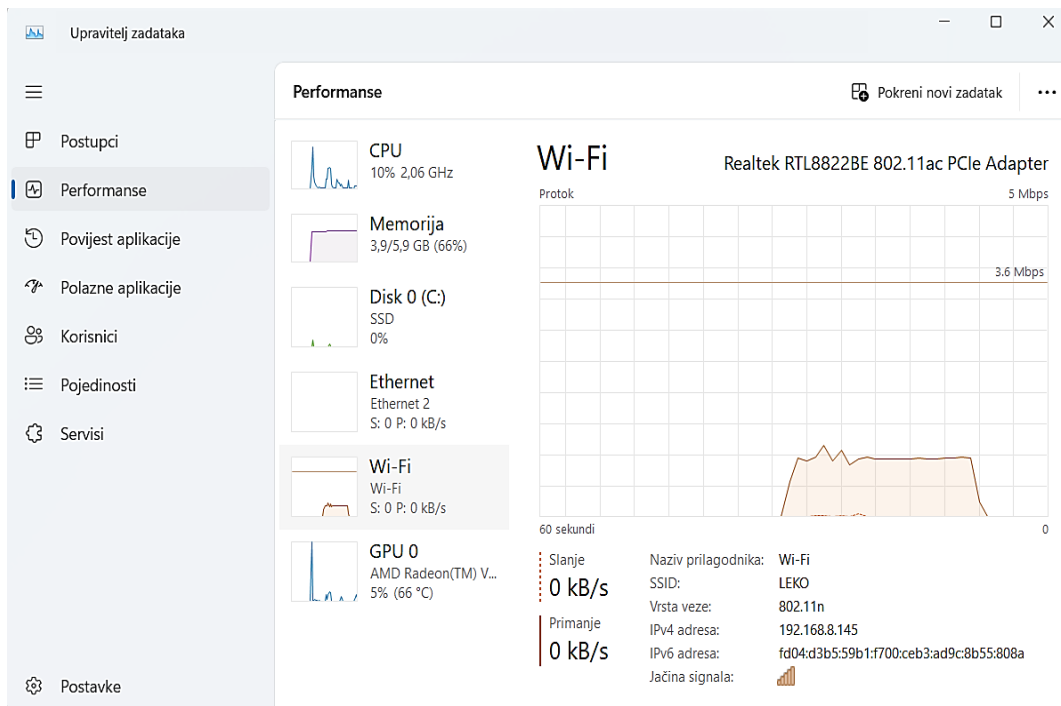 Upravitelj zadataka
Performanse
Pokreni novi zadatak
Postupci
Performanse
Povijest aplikacije
Polazne aplikacije
Korisnici
Pojedinosti
Servisi
Postavke
CPU
10% 2,06 GHz
Memorija
3,9/5,9 GB (66%)
Disk 0 (C:)
SSD
0%
Ethernet
Ethernet 2
S: 0 P: 0 kB/s
Wi-Fi
Wi-Fi
S: 0 P: 0 kB/s
GPU 0
AMD Radeon(TM) V...
5% (66 °C)
Wi-Fi
Realtek RTL8822BE 802.11ac PCIe Adapter
Protok
5 Mbps
3.6 Mbps
60 sekundi
0
Slanje
0 kB/s
Primanje
0 kB/s
Naziv prilagodnika: Wi-Fi
SSID: LEKO
Vrsta veze: 802.11n
IPv4 adresa: 192.168.8.145
IPv6 adresa: fd04:d3b5:59b1:f700:ceb3:ad9c:8b55:808a
Jačina signala: